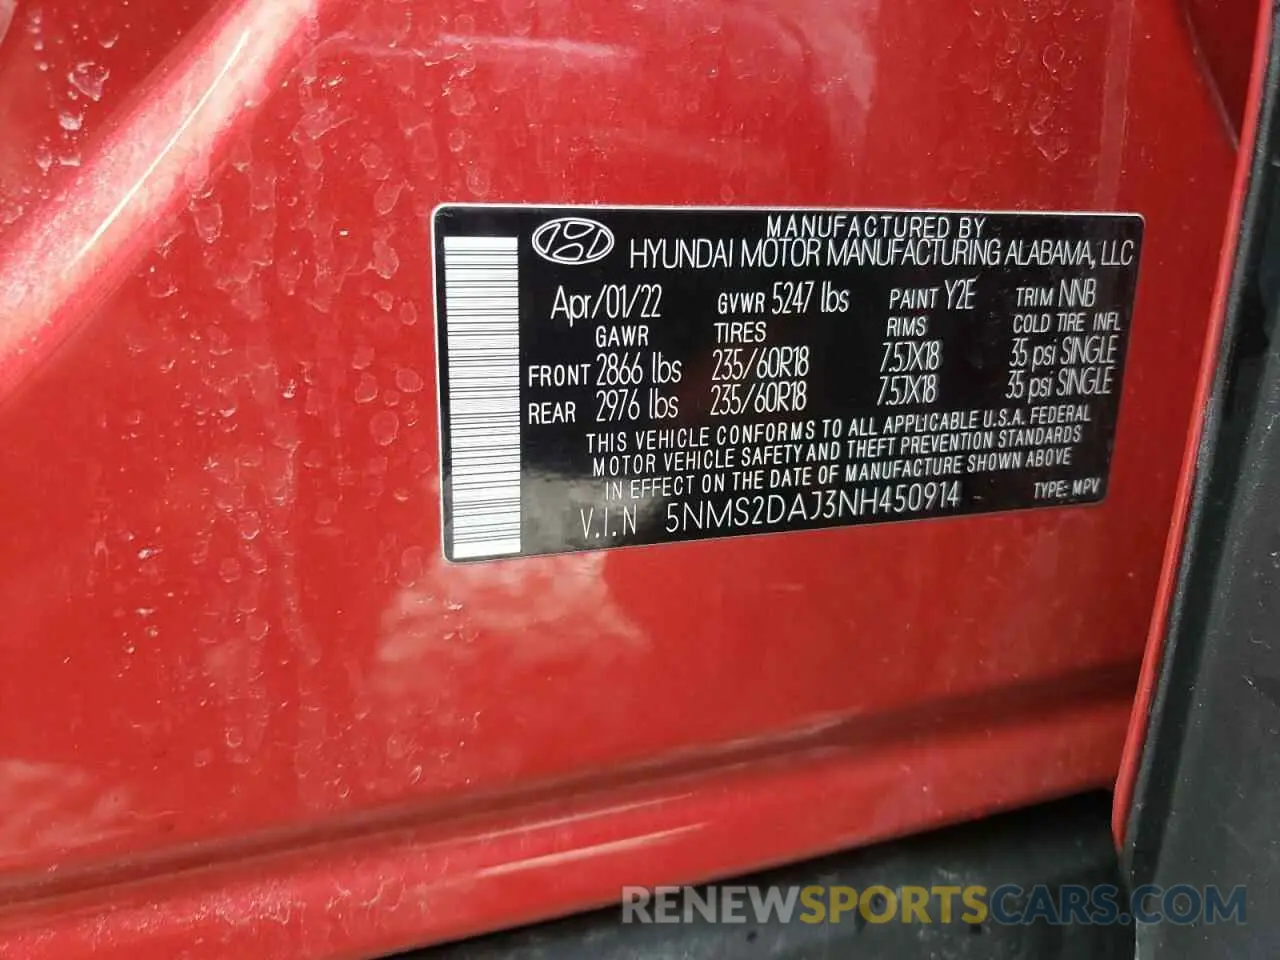 MANUFACTURED BY
HYUNDAI MOTOR MANUFACTURING ALABAMA, LLC
Apr/01/22 GVWR 5247 lbs PAINT Y2E TRIM NNB
GAWR TIRES RIMS COLD TIRE INFL
FRONT 2866 lbs 235/60R18 7.5JX18 35 psi SINGLE
REAR 2976 lbs 235/60R18 7.5JX18 35 psi SINGLE
THIS VEHICLE CONFORMS TO ALL APPLICABLE U.S.A. FEDERAL
MOTOR VEHICLE SAFETY AND THEFT PREVENTION STANDARDS
IN EFFECT ON THE DATE OF MANUFACTURE SHOWN ABOVE
V.I.N 5NMS2DAJ3NH450914 TYPE: MPV
RENEWSPORTSCARS.COM